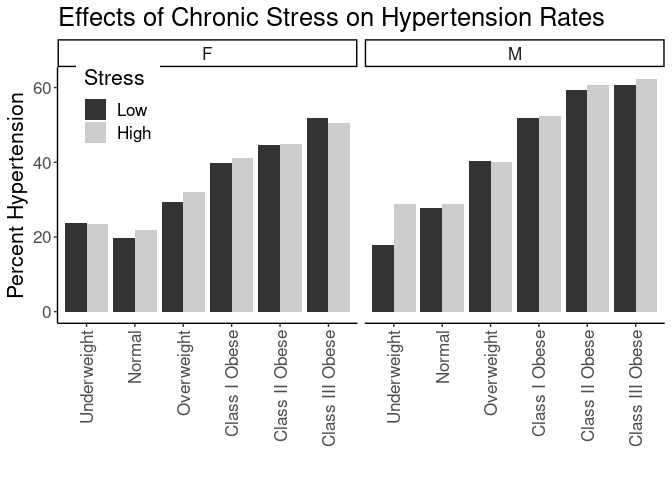 Effects of Chronic Stress on Hypertension Rates
F
M
Stress
Low
High
Percent Hypertension
60
40
20
0
Underweight
Normal
Overweight
Class I Obese
Class II Obese
Class III Obese
Underweight
Normal
Overweight
Class I Obese
Class II Obese
Class III Obese